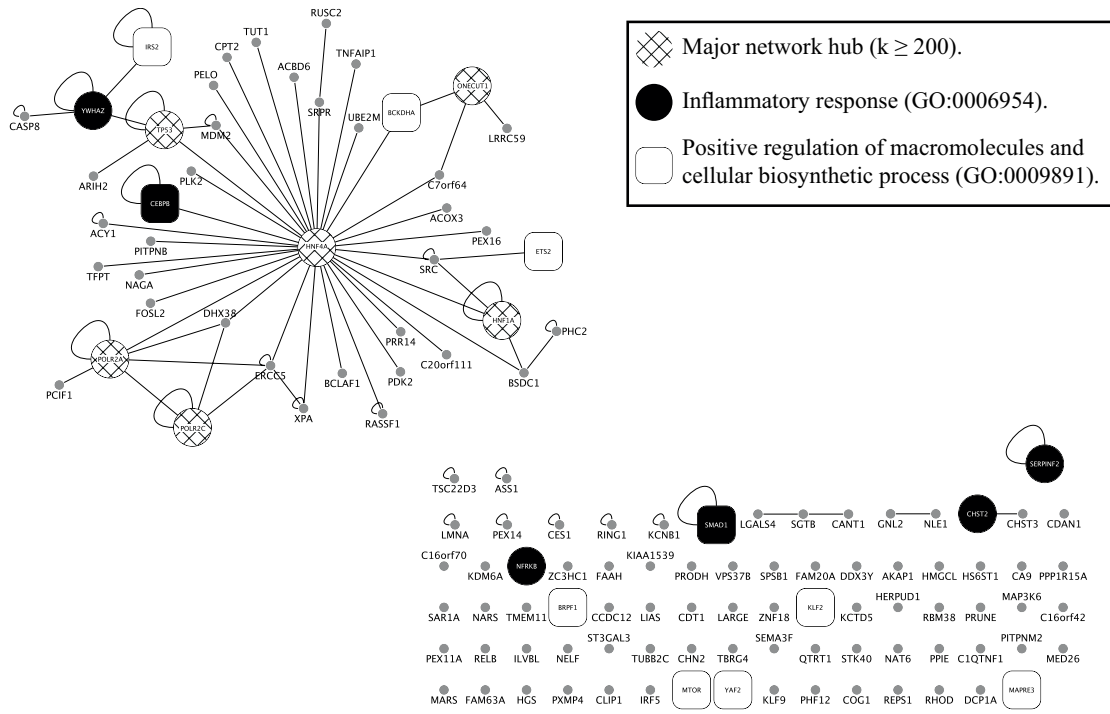 RUSC2
TUT1
IRS2
CPT2
TNFAIP1
Major network hub (k ≥ 200).
ACBD6
PELO
ONECUT1
YWHAZ
SRPR
BCKDHA
Inflammatory response (GO:0006954).
CASP8
UBE2M
TP53
MDM2
LRRC59
Positive regulation of macromolecules and
cellular biosynthetic process (GO:0009891).
ARIH2
PLK2
C7orf64
CEBPB
ACOX3
ACY1
PEX16
PITPNB
HNF4A
ETS2
TFPT
NAGA
SRC
FOSL2
DHX38
HNF1A
PHC2
PRR14
POLR2A
C20orf111
PCIF1
ERCC5
BCLAF1
PDK2
BSDC1
XPA
RASSF1
POLR2C
SERPINF2
TSC22D3
ASS1
SMAD1
CHST2
LMNA
PEX14
CES1
RING1
KCNB1
LGALS4
SGTB
CANT1
GNL2
NLE1
CHST3
CDAN1
C16orf70
KIAA1539
NFRKB
KDM6A
ZC3HC1
FAAH
PRODH
VPS37B
SPSB1
FAM20A
DDX3Y
AKAP1
HMGCL
HS6ST1
CA9
PPP1R15A
BRPF1
KLF2
HERPUD1
MAP3K6
SAR1A
NARS
TMEM11
CCDC12
LIAS
CDT1
LARGE
ZNF18
KCTD5
RBM38
PRUNE
C16orf42
ST3GAL3
SEMA3F
PITPNM2
PEX11A
RELB
ILVBL
NELF
TUBB2C
CHN2
TBRG4
QTRT1
STK40
NAT6
PPIE
C1QTNF1
MED26
MTOR
YAF2
MAPRE3
MARS
FAM63A
HGS
PXMP4
CLIP1
IRF5
KLF9
PHF12
COG1
REPS1
RHOD
DCP1A